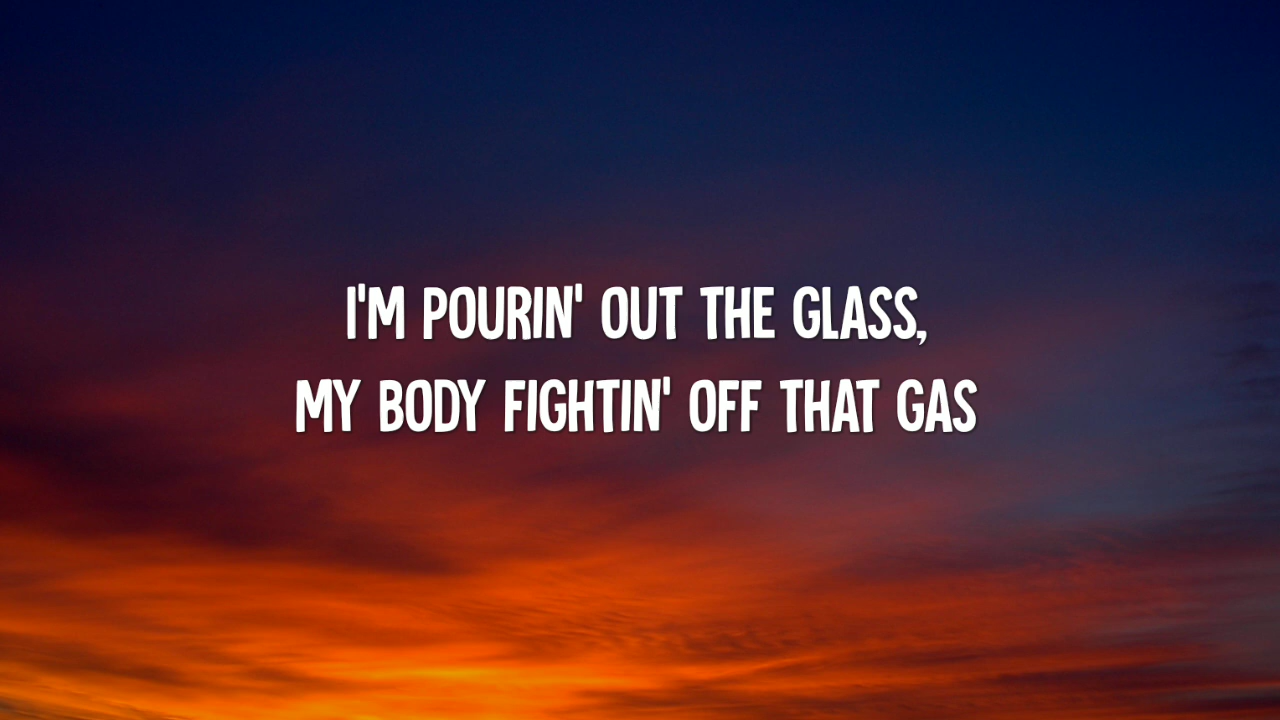 I'M POURIN' OUT THE GLASS,
MY BODY FIGHTIN' OFF THAT GAS